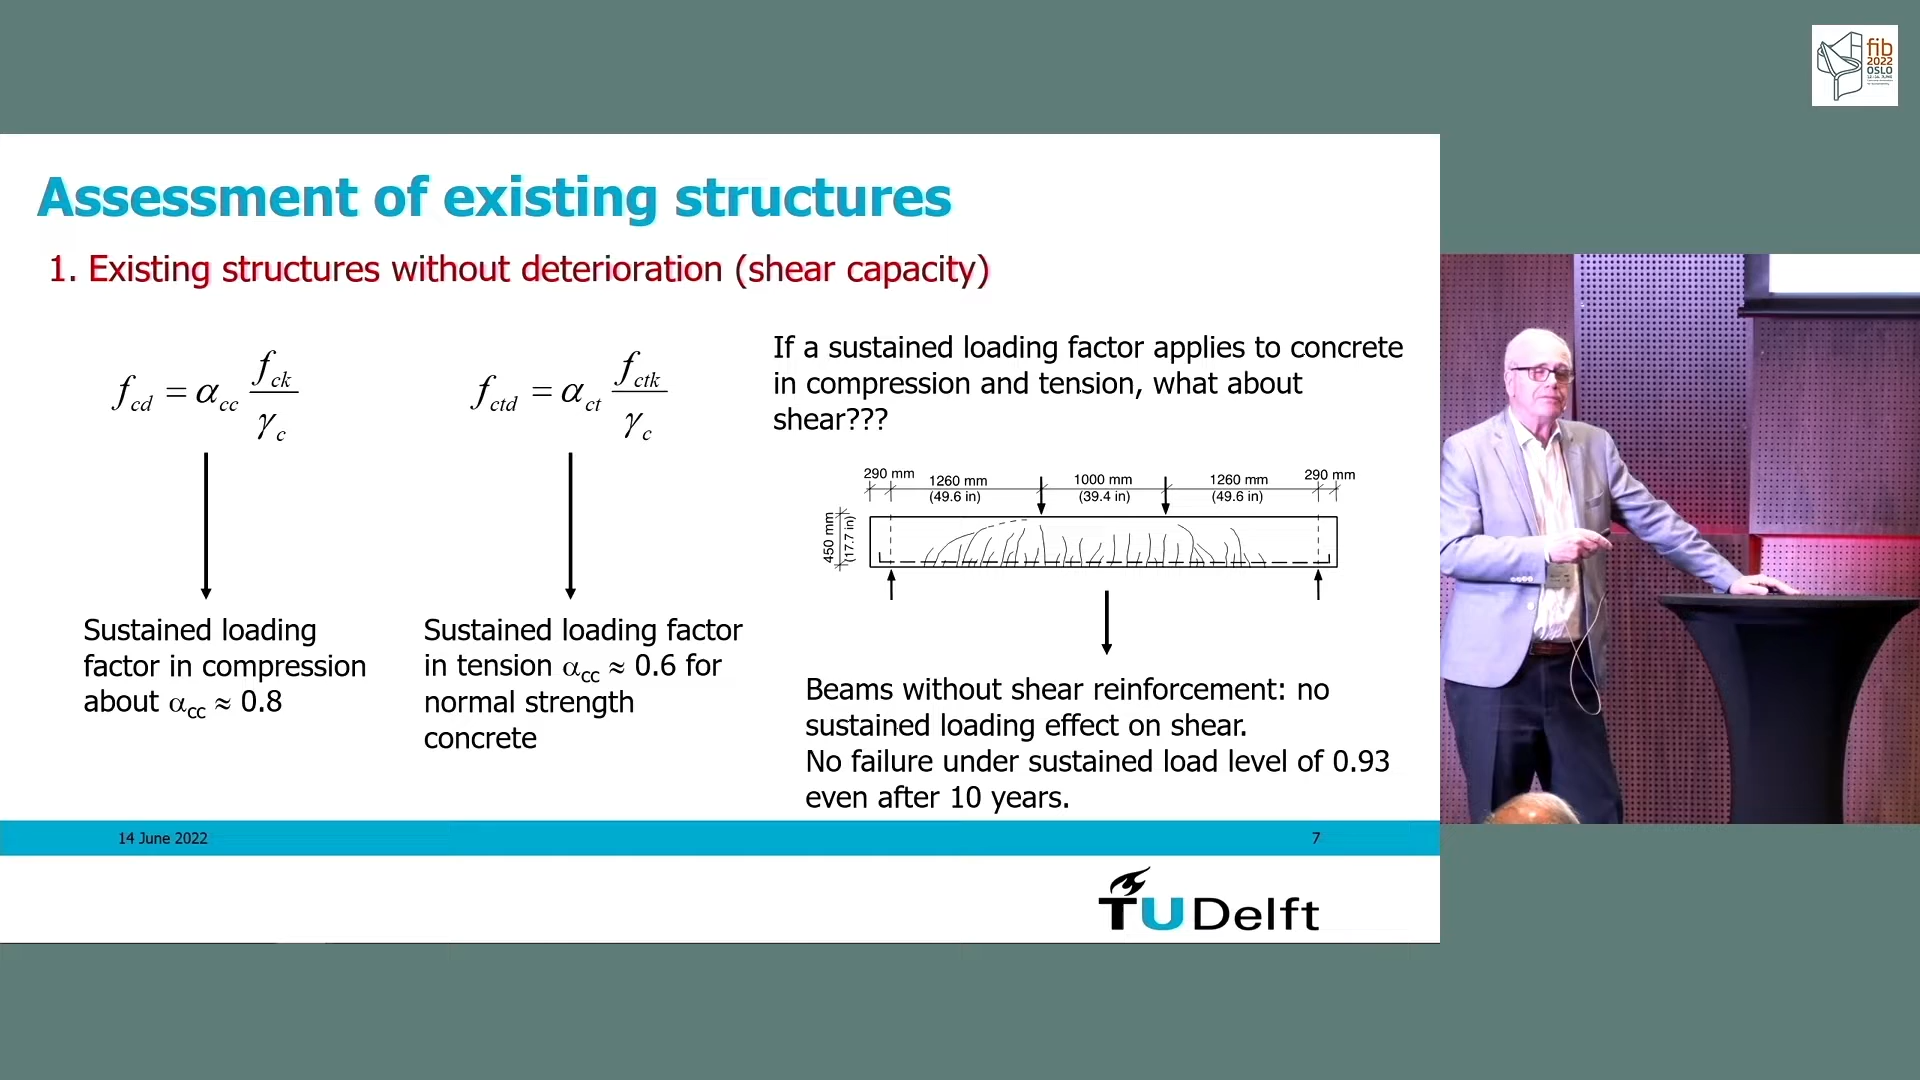 fib
2022
OSLO
Assessment of existing structures
1. Existing structures without deterioration (shear capacity)
f_cd = α_cc f_ck / γ_c
f_ctd = α_ct f_ctk / γ_c
Sustained loading
factor in compression
about α_cc ≈ 0.8
Sustained loading factor
in tension α_cc ≈ 0.6 for
normal strength
concrete
If a sustained loading factor applies to concrete
in compression and tension, what about
shear???
290 mm
1260 mm
(49.6 in)
1000 mm
(39.4 in)
1260 mm
(49.6 in)
290 mm
450 mm
(17.7 in)
Beams without shear reinforcement: no
sustained loading effect on shear.
No failure under sustained load level of 0.93
even after 10 years.
14 June 2022
7
TU Delft